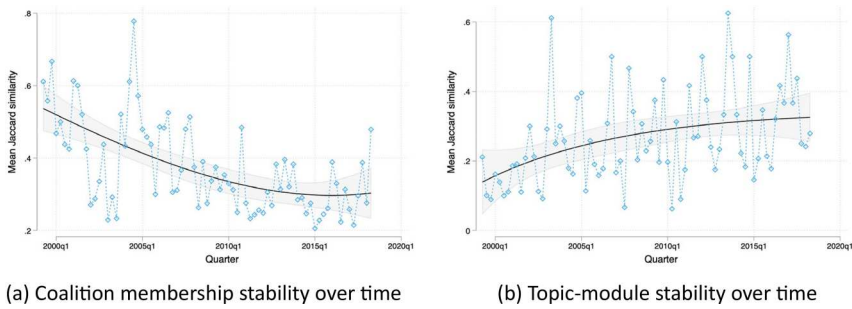 .8
.6
.4
.2
Mean Jaccard similarity
2000q1 2005q1 2010q1 2015q1 2020q1
Quarter
(a) Coalition membership stability over time
.6
.4
.2
0
Mean Jaccard similarity
2000q1 2005q1 2010q1 2015q1 2020q1
Quarter
(b) Topic-module stability over time